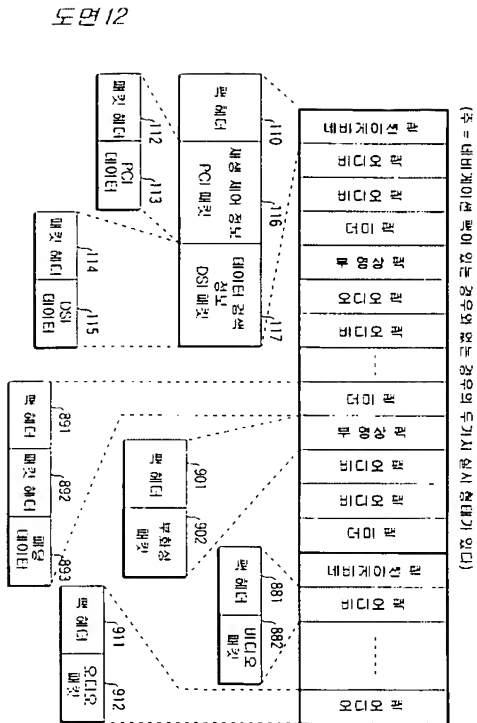 도면 12
(주 = 네비게이션 팩이 있는 경우와 없는 경우의 두가지 실시 형태가 있다)
네비게이션 팩
비디오 팩
비디오 팩
더미 팩
부 영상 팩
오디오 팩
비디오 팩
더미 팩
부 영상 팩
비디오 팩
비디오 팩
더미 팩
네비게이션 팩
비디오 팩
오디오 팩
팩 헤더
110
재생 제어 정보
PCI 패킷
116
데이터 검색
정보
DSI 패킷
117
패킷 헤더
112
PCI
데이터
113
패킷 헤더
114
DSI
데이터
115
팩 헤더
891
패킷 헤더
892
패딩
데이터
893
팩 헤더
901
부화상
패킷
902
팩 헤더
881
비디오
패킷
882
팩 헤더
911
오디오
패킷
912